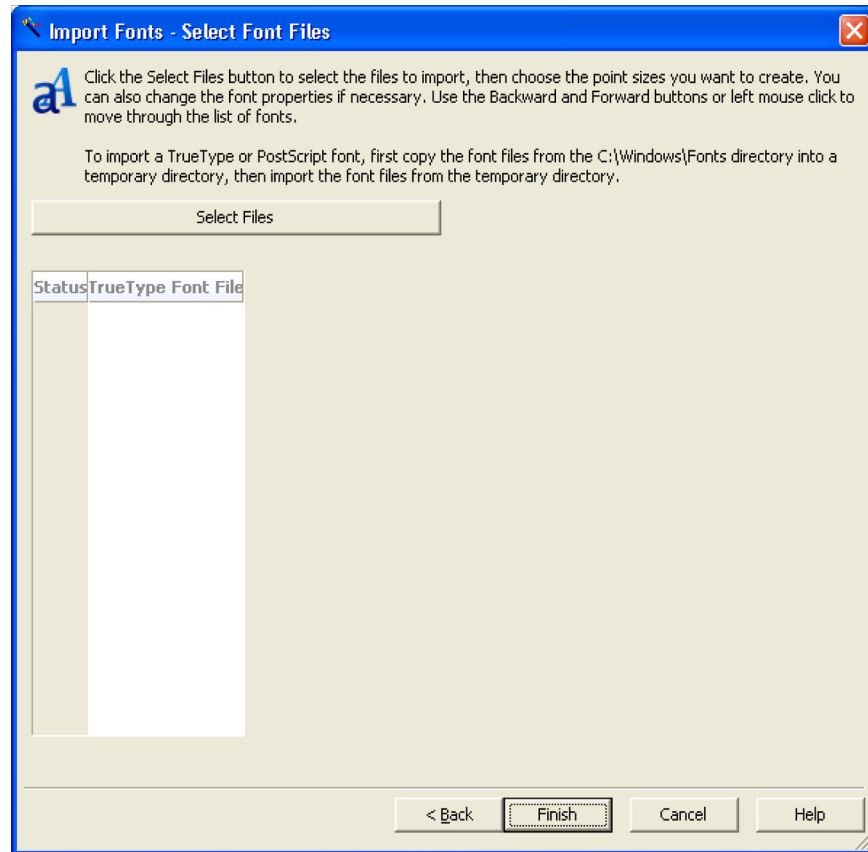 Import Fonts - Select Font Files
Click the Select Files button to select the files to import, then choose the point sizes you want to create. You
can also change the font properties if necessary. Use the Backward and Forward buttons or left mouse click to
move through the list of fonts.
To import a TrueType or PostScript font, first copy the font files from the C:\Windows\Fonts directory into a
temporary directory, then import the font files from the temporary directory.
Select Files
Status TrueType Font File
< Back Finish Cancel Help